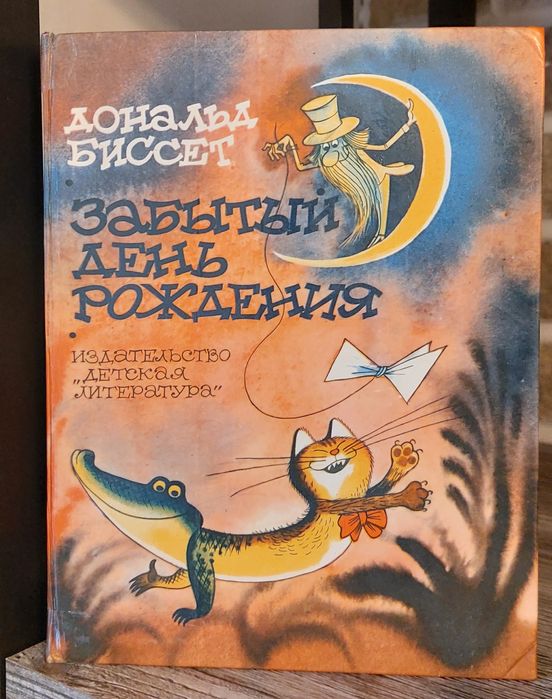 ДОНАЛЬД
БИССЕТ
ЗАБЫТЫЙ
ДЕНЬ
РОЖДЕНИЯ
ИЗДАТЕЛЬСТВО
„ДЕТСКАЯ
ЛИТЕРАТУРА"